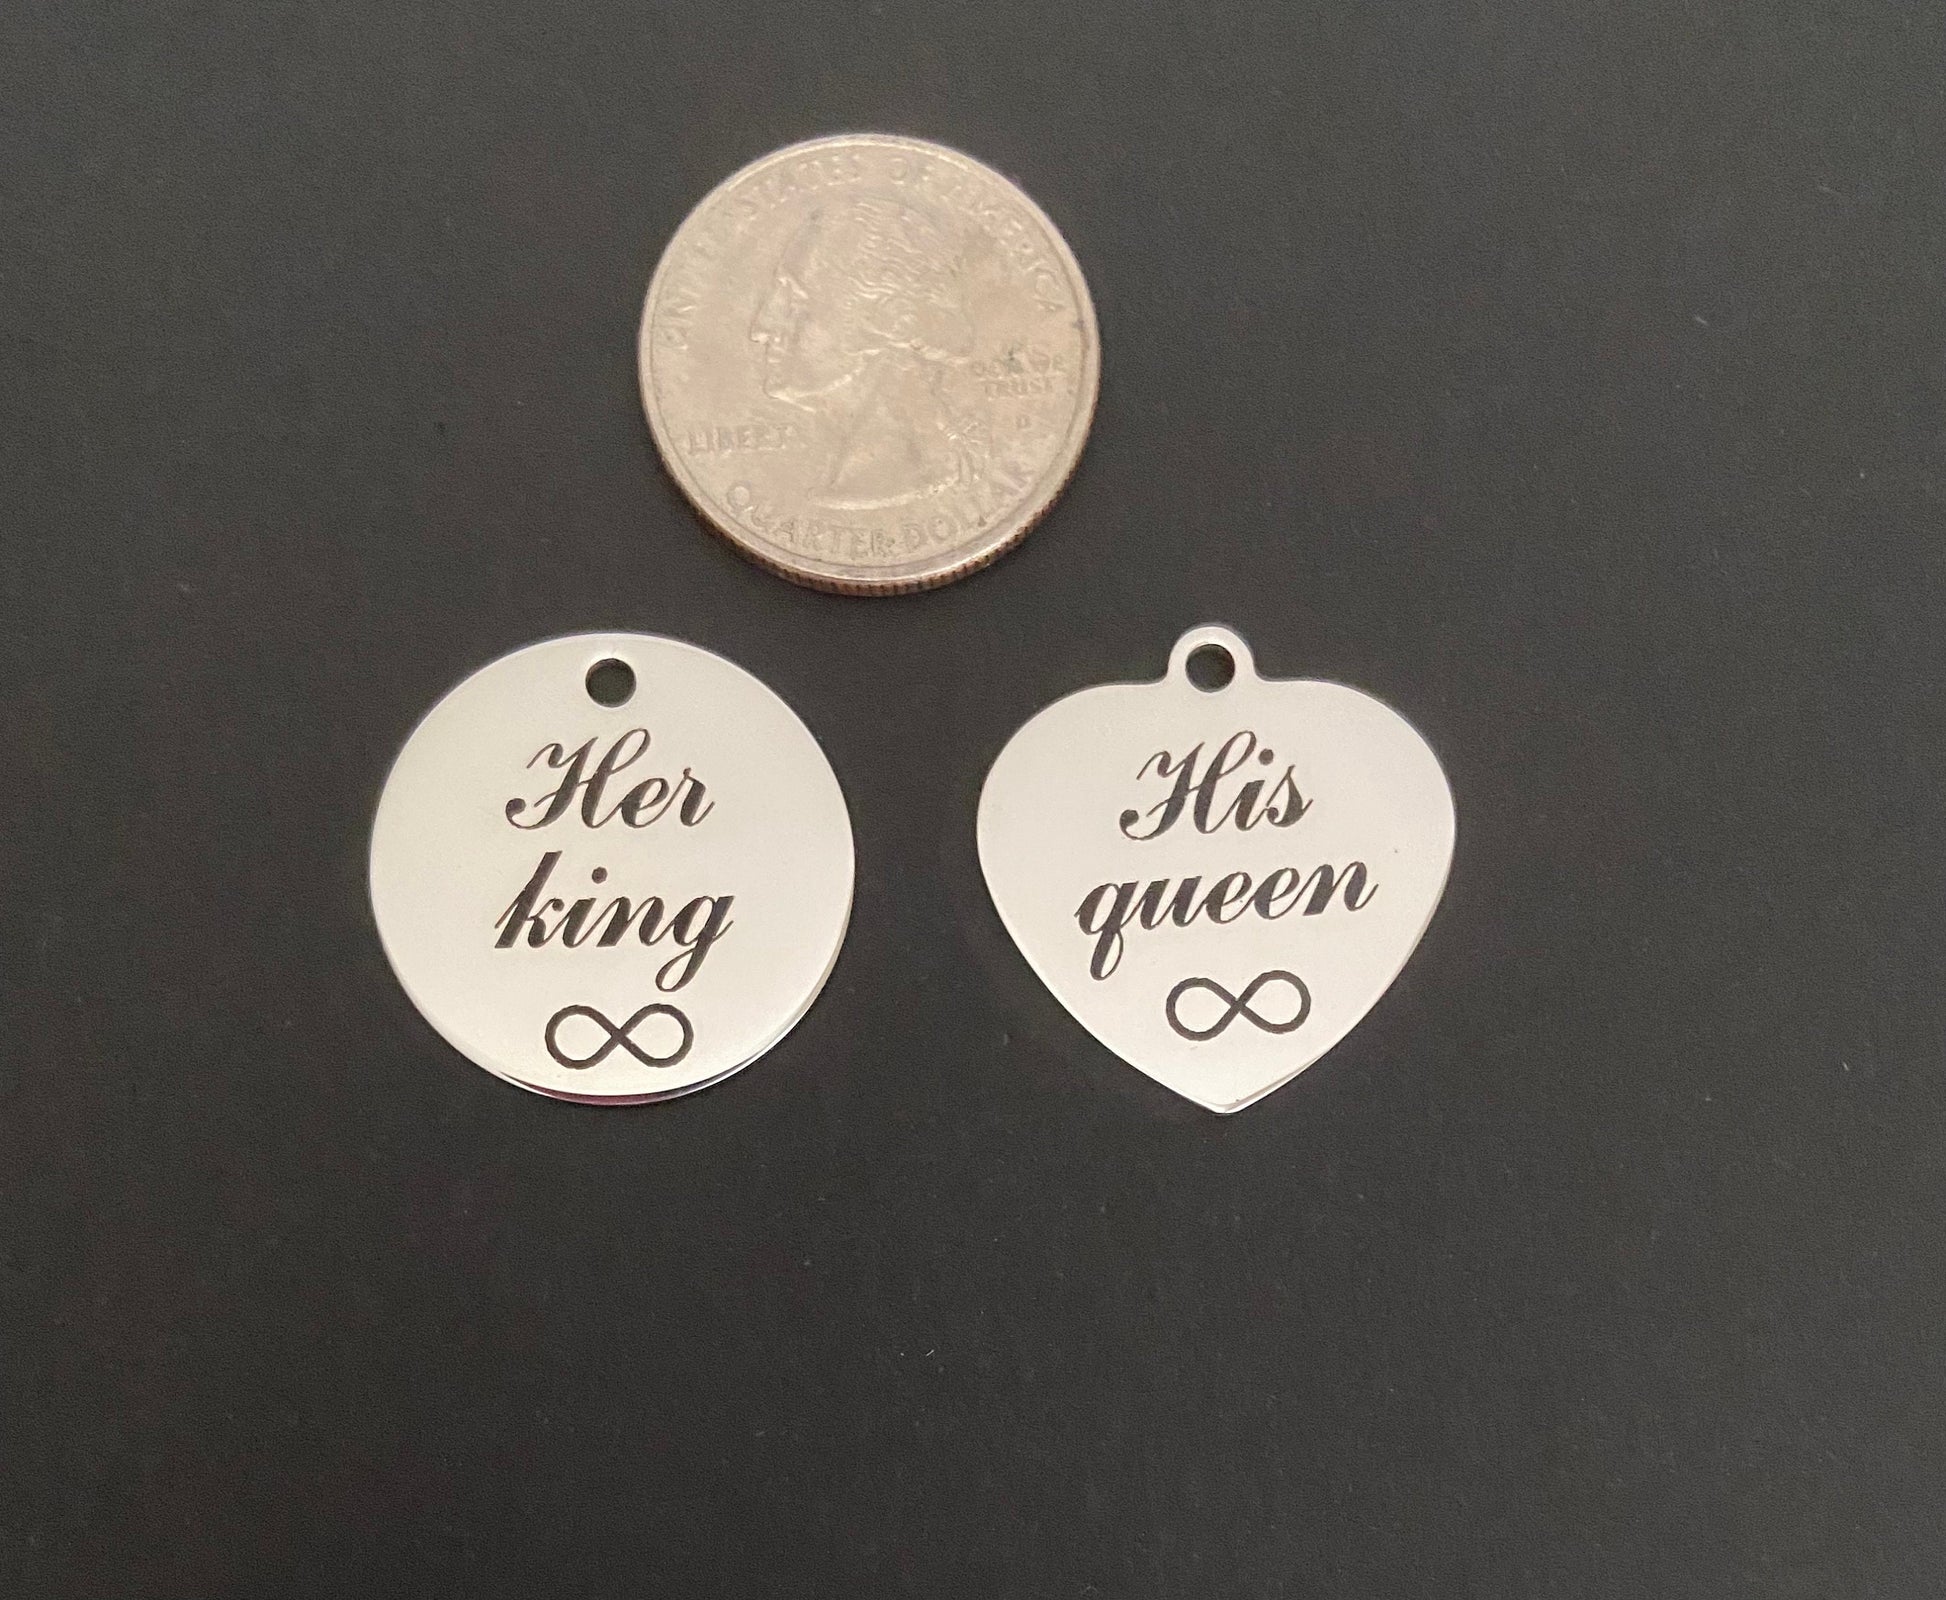 UNITED STATES OF AMERICA
LIBERTY
IN GOD WE
TRUST
P
QUARTER DOLLAR
Her
king
∞
His
queen
∞